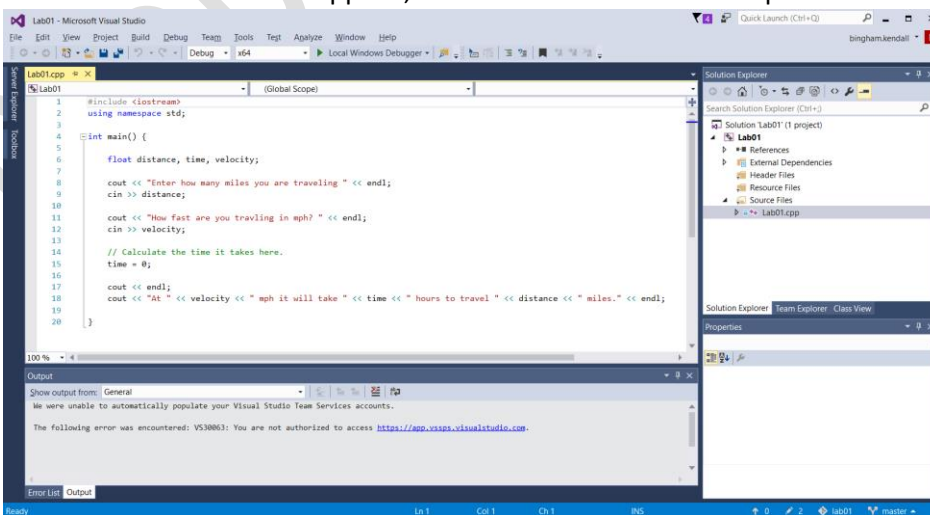 Lab01 - Microsoft Visual Studio
4
Quick Launch (Ctrl+Q)
File Edit View Project Build Debug Team Tools Test Analyze Window Help
bingham.kendall
Debug x64 Local Windows Debugger
Server Explorer
Toolbox
Lab01.cpp
Lab01
(Global Scope)
1 #include <iostream>
2 using namespace std;
3
4 int main() {
5
6 float distance, time, velocity;
7
8 cout << "Enter how many miles you are traveling " << endl;
9 cin >> distance;
10
11 cout << "How fast are you travling in mph? " << endl;
12 cin >> velocity;
13
14 // Calculate the time it takes here.
15 time = 0;
16
17 cout << endl;
18 cout << "At " << velocity << " mph it will take " << time << " hours to travel " << distance << " miles." << endl;
19
20 }
100 %
Output
Show output from: General
We were unable to automatically populate your Visual Studio Team Services accounts.
The following error was encountered: VS30063: You are not authorized to access https://app.vssps.visualstudio.com.
Error List Output
Solution Explorer
Search Solution Explorer (Ctrl+;)
Solution 'Lab01' (1 project)
Lab01
References
External Dependencies
Header Files
Resource Files
Source Files
Lab01.cpp
Solution Explorer Team Explorer Class View
Properties
Ready Ln 1 Col 1 Ch 1 INS 0 2 lab01 master